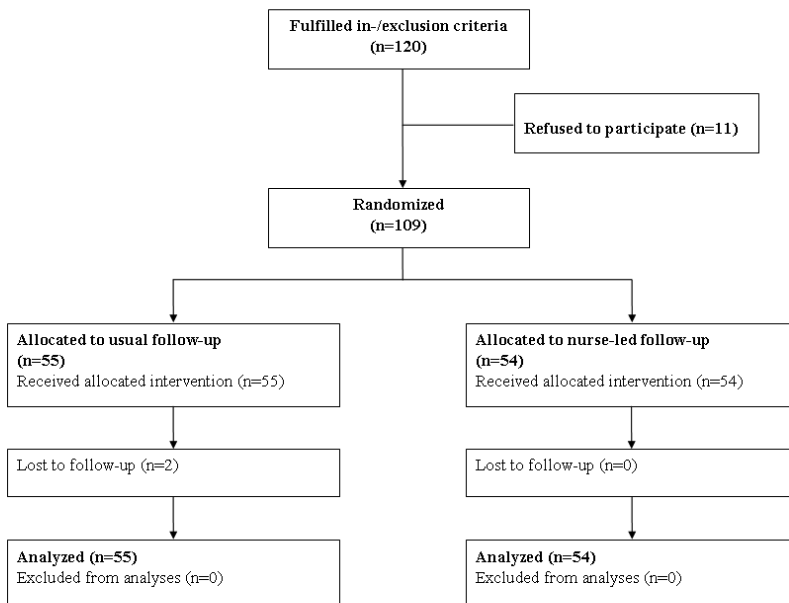 Fulfilled in-/exclusion criteria
(n=120)
Refused to participate (n=11)
Randomized
(n=109)
Allocated to usual follow-up
(n=55)
Received allocated intervention (n=55)
Allocated to nurse-led follow-up
(n=54)
Received allocated intervention (n=54)
Lost to follow-up (n=2)
Lost to follow-up (n=0)
Analyzed (n=55)
Excluded from analyses (n=0)
Analyzed (n=54)
Excluded from analyses (n=0)